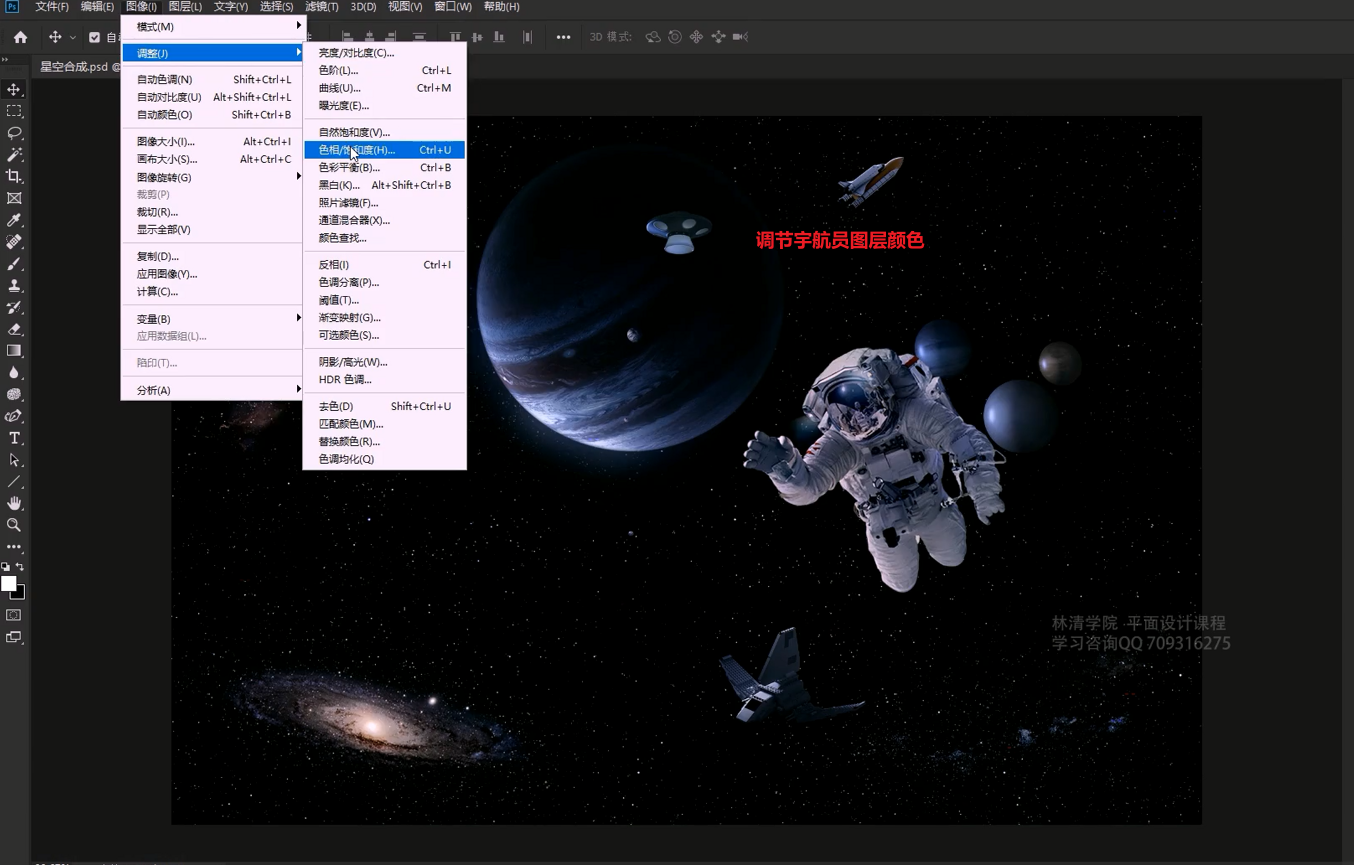 Ps 文件(F) 编辑(E) 图像(I) 图层(L) 文字(Y) 选择(S) 滤镜(T) 3D(D) 视图(V) 窗口(W) 帮助(H)
自
3D 模式:
星空合成.psd @
模式(M)
调整(J)
自动色调(N) Shift+Ctrl+L
自动对比度(U) Alt+Shift+Ctrl+L
自动颜色(O) Shift+Ctrl+B
图像大小(I)... Alt+Ctrl+I
画布大小(S)... Alt+Ctrl+C
图像旋转(G)
裁剪(P)
裁切(R)...
显示全部(V)
复制(D)...
应用图像(Y)...
计算(C)...
变量(B)
应用数据组(L)...
陷印(T)...
分析(A)
亮度/对比度(C)...
色阶(L)... Ctrl+L
曲线(U)... Ctrl+M
曝光度(E)...
自然饱和度(V)...
色相/饱和度(H)... Ctrl+U
色彩平衡(B)... Ctrl+B
黑白(K)... Alt+Shift+Ctrl+B
照片滤镜(F)...
通道混合器(X)...
颜色查找...
反相(I) Ctrl+I
色调分离(P)...
阈值(T)...
渐变映射(G)...
可选颜色(S)...
阴影/高光(W)...
HDR 色调...
去色(D) Shift+Ctrl+U
匹配颜色(M)...
替换颜色(R)...
色调均化(Q)
调节宇航员图层颜色
林清学院 ·平面设计课程
学习咨询QQ 709316275